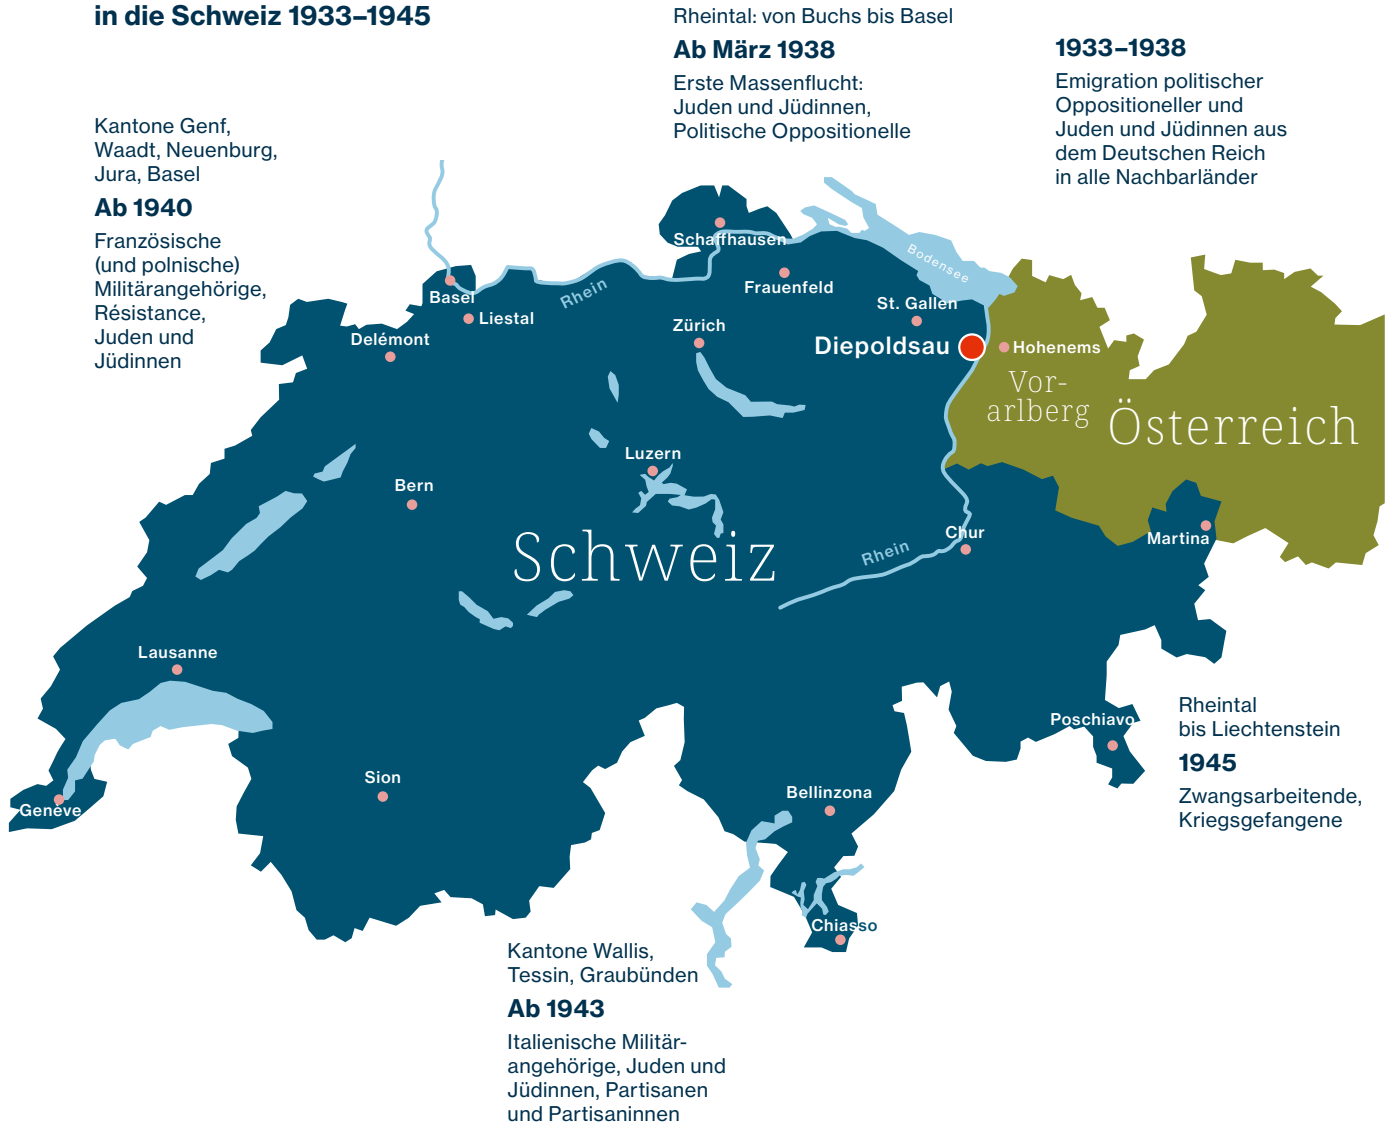 in die Schweiz 1933–1945
Rheintal: von Buchs bis Basel
Ab März 1938
Erste Massenflucht:
Juden und Jüdinnen,
Politische Oppositionelle
1933–1938
Emigration politischer
Oppositioneller und
Juden und Jüdinnen aus
dem Deutschen Reich
in alle Nachbarländer
Kantone Genf,
Waadt, Neuenburg,
Jura, Basel
Ab 1940
Französische
(und polnische)
Militärangehörige,
Résistance,
Juden und
Jüdinnen
Schaffhausen
Bodensee
Frauenfeld
Basel
Rhein
St. Gallen
Liestal
Zürich
Delémont
Diepoldsau
Hohenems
Vor-
arlberg
Österreich
Luzern
Bern
Schweiz
Chur
Rhein
Martina
Lausanne
Poschiavo
Sion
Bellinzona
Genève
Chiasso
Rheintal
bis Liechtenstein
1945
Zwangsarbeitende,
Kriegsgefangene
Kantone Wallis,
Tessin, Graubünden
Ab 1943
Italienische Militär-
angehörige, Juden und
Jüdinnen, Partisanen
und Partisaninnen